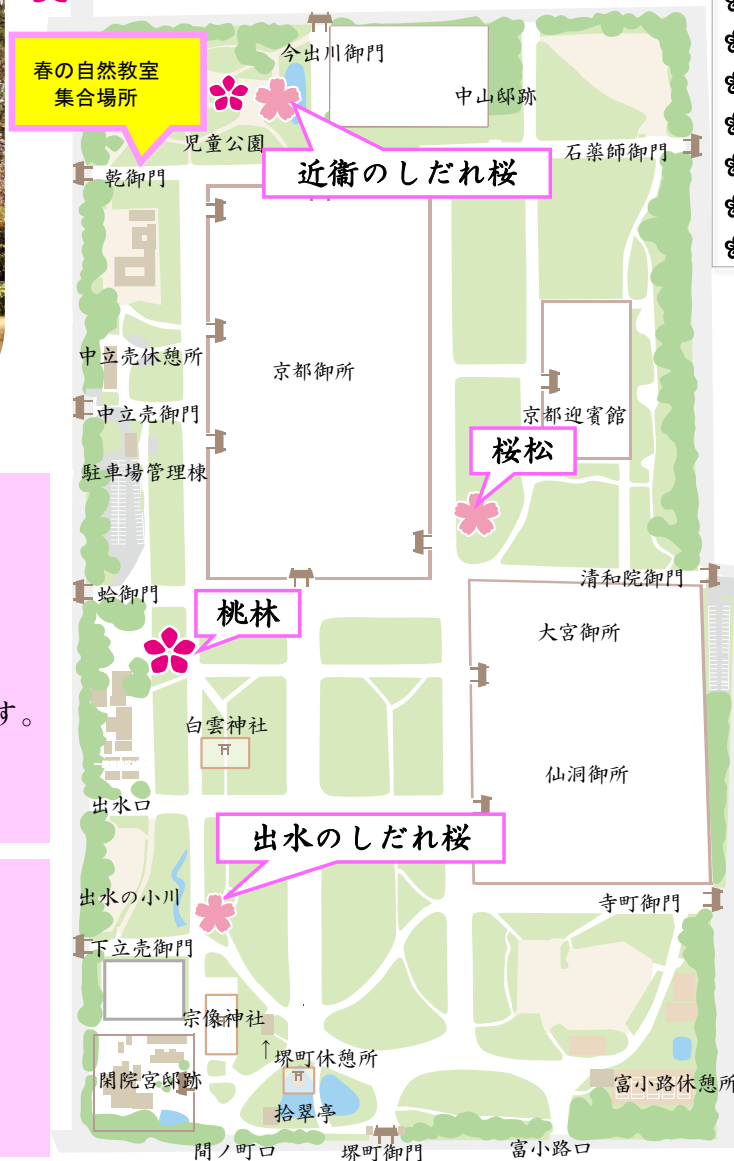 今出川御門
春の自然教室
集合場所
中山邸跡
児童公園
石薬師御門
近衞のしだれ桜
乾御門
中立売休憩所
京都御所
中立売御門
京都迎賓館
桜松
駐車場管理棟
清和院御門
蛤御門
桃林
大宮御所
す。
白雲神社
仙洞御所
出水口
出水のしだれ桜
出水の小川
寺町御門
下立売御門
宗像神社
↑
堺町休憩所
閑院宮邸跡
富小路休憩所
拾翠亭
間ノ町口
堺町御門
富小路口